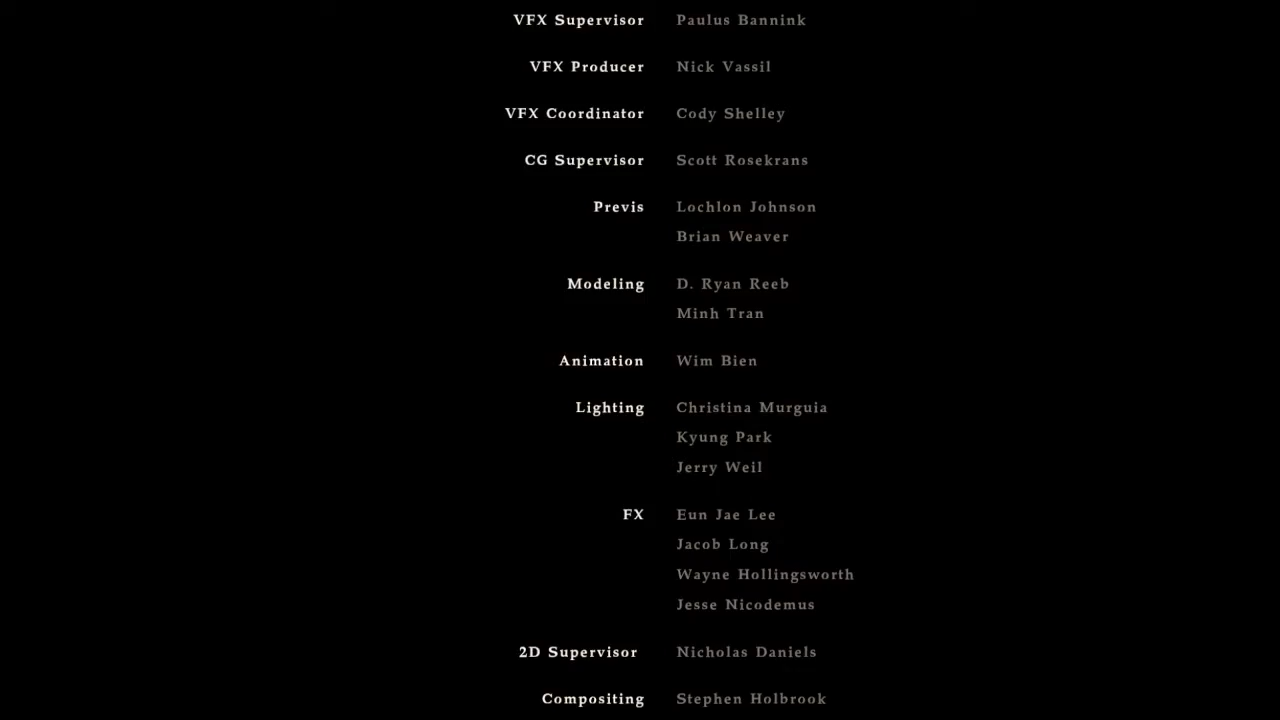 VFX Supervisor Paulus Bannink
VFX Producer Nick Vassil
VFX Coordinator Cody Shelley
CG Supervisor Scott Rosekrans
Previs Lochlon Johnson
Brian Weaver
Modeling D. Ryan Reeb
Minh Tran
Animation Wim Bien
Lighting Christina Murguia
Kyung Park
Jerry Weil
FX Eun Jae Lee
Jacob Long
Wayne Hollingsworth
Jesse Nicodemus
2D Supervisor Nicholas Daniels
Compositing Stephen Holbrook